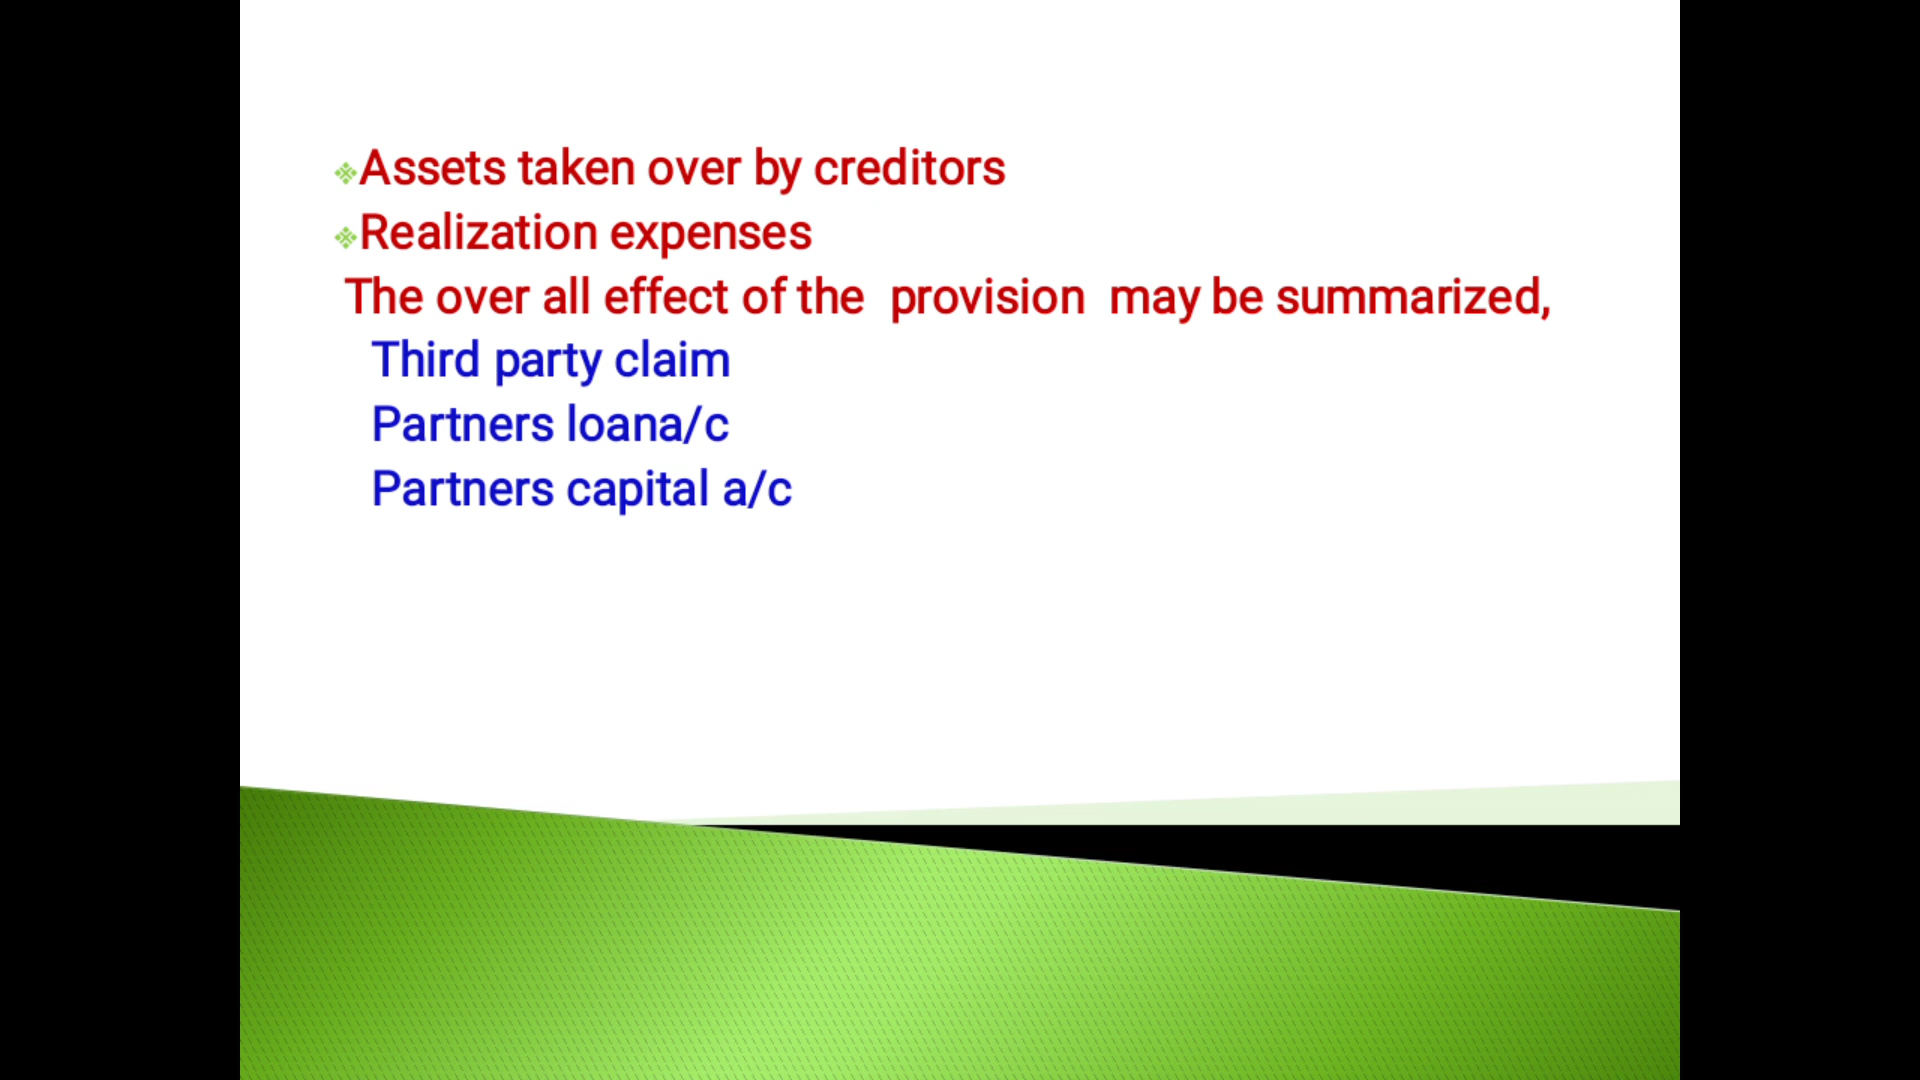 ❖Assets taken over by creditors
❖Realization expenses
The over all effect of the provision may be summarized,
Third party claim
Partners loana/c
Partners capital a/c